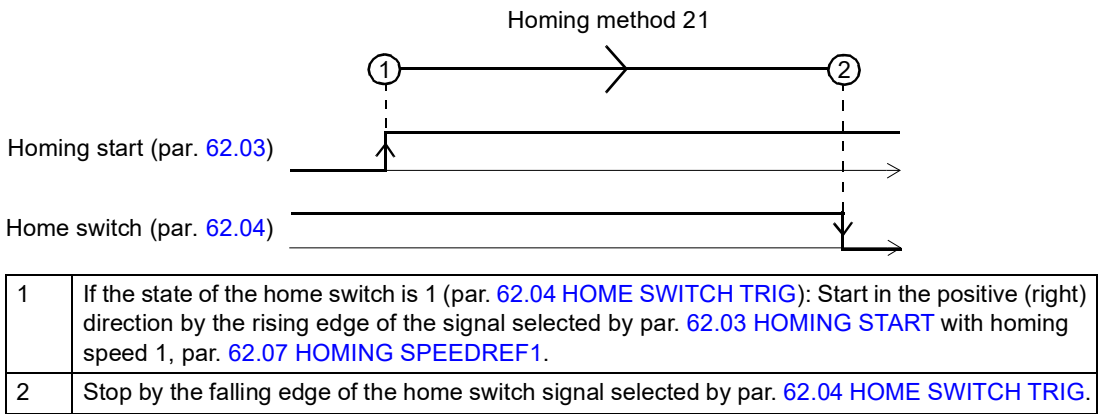 Homing method 21
1
2
Homing start (par. 62.03)
Home switch (par. 62.04)
1 If the state of the home switch is 1 (par. 62.04 HOME SWITCH TRIG): Start in the positive (right)
direction by the rising edge of the signal selected by par. 62.03 HOMING START with homing
speed 1, par. 62.07 HOMING SPEEDREF1.
2 Stop by the falling edge of the home switch signal selected by par. 62.04 HOME SWITCH TRIG.